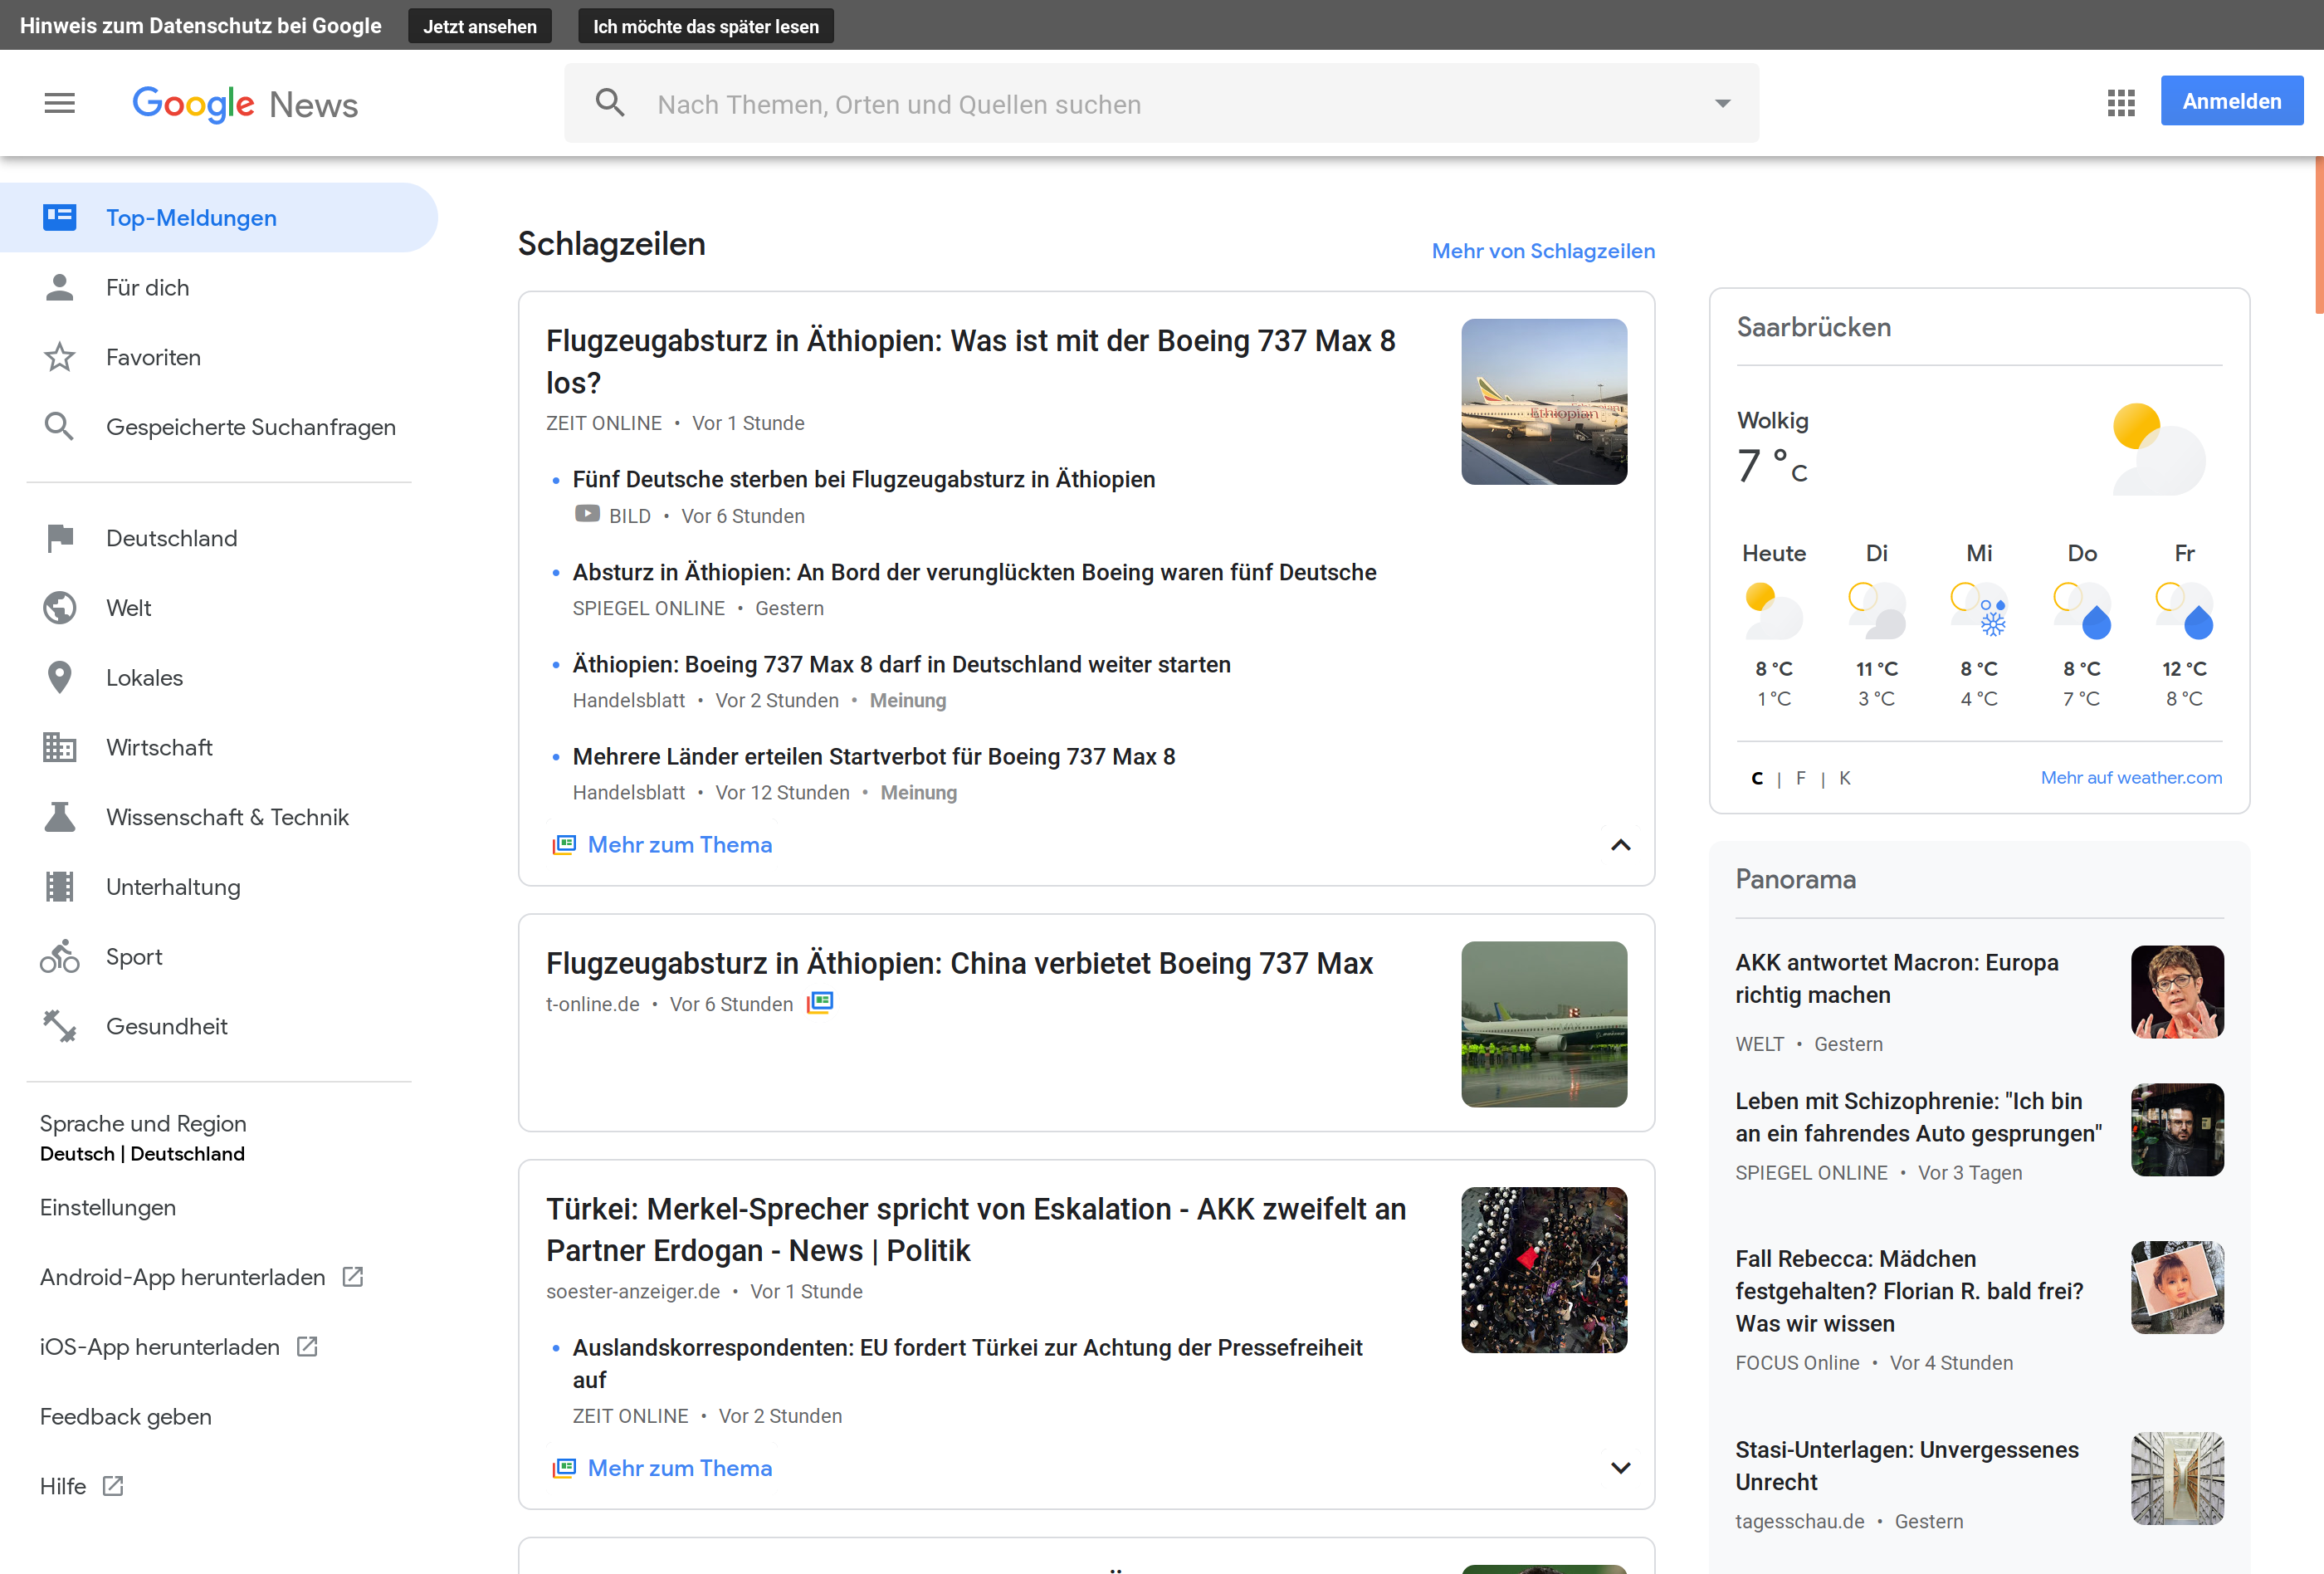 Hinweis zum Datenschutz bei Google
Jetzt ansehen
Ich möchte das später lesen
Google News
Nach Themen, Orten und Quellen suchen
Anmelden
Top-Meldungen
Für dich
Favoriten
Gespeicherte Suchanfragen
Deutschland
Welt
Lokales
Wirtschaft
Wissenschaft & Technik
Unterhaltung
Sport
Gesundheit
Sprache und Region
Deutsch | Deutschland
Einstellungen
Android-App herunterladen
iOS-App herunterladen
Feedback geben
Hilfe
Schlagzeilen
Mehr von Schlagzeilen
Flugzeugabsturz in Äthiopien: Was ist mit der Boeing 737 Max 8
los?
ZEIT ONLINE • Vor 1 Stunde
Ethiopian
• Fünf Deutsche sterben bei Flugzeugabsturz in Äthiopien
BILD • Vor 6 Stunden
• Absturz in Äthiopien: An Bord der verunglückten Boeing waren fünf Deutsche
SPIEGEL ONLINE • Gestern
• Äthiopien: Boeing 737 Max 8 darf in Deutschland weiter starten
Handelsblatt • Vor 2 Stunden • Meinung
• Mehrere Länder erteilen Startverbot für Boeing 737 Max 8
Handelsblatt • Vor 12 Stunden • Meinung
Mehr zum Thema
Flugzeugabsturz in Äthiopien: China verbietet Boeing 737 Max
t-online.de • Vor 6 Stunden
Türkei: Merkel-Sprecher spricht von Eskalation - AKK zweifelt an
Partner Erdogan - News | Politik
soester-anzeiger.de • Vor 1 Stunde
• Auslandskorrespondenten: EU fordert Türkei zur Achtung der Pressefreiheit
auf
ZEIT ONLINE • Vor 2 Stunden
Mehr zum Thema
Saarbrücken
Wolkig
7 °C
Heute Di Mi Do Fr
8 °C 11 °C 8 °C 8 °C 12 °C
1 °C 3 °C 4 °C 7 °C 8 °C
C | F | K
Mehr auf weather.com
Panorama
AKK antwortet Macron: Europa
richtig machen
WELT • Gestern
Leben mit Schizophrenie: "Ich bin
an ein fahrendes Auto gesprungen"
SPIEGEL ONLINE • Vor 3 Tagen
Fall Rebecca: Mädchen
festgehalten? Florian R. bald frei?
Was wir wissen
FOCUS Online • Vor 4 Stunden
Stasi-Unterlagen: Unvergessenes
Unrecht
tagesschau.de • Gestern